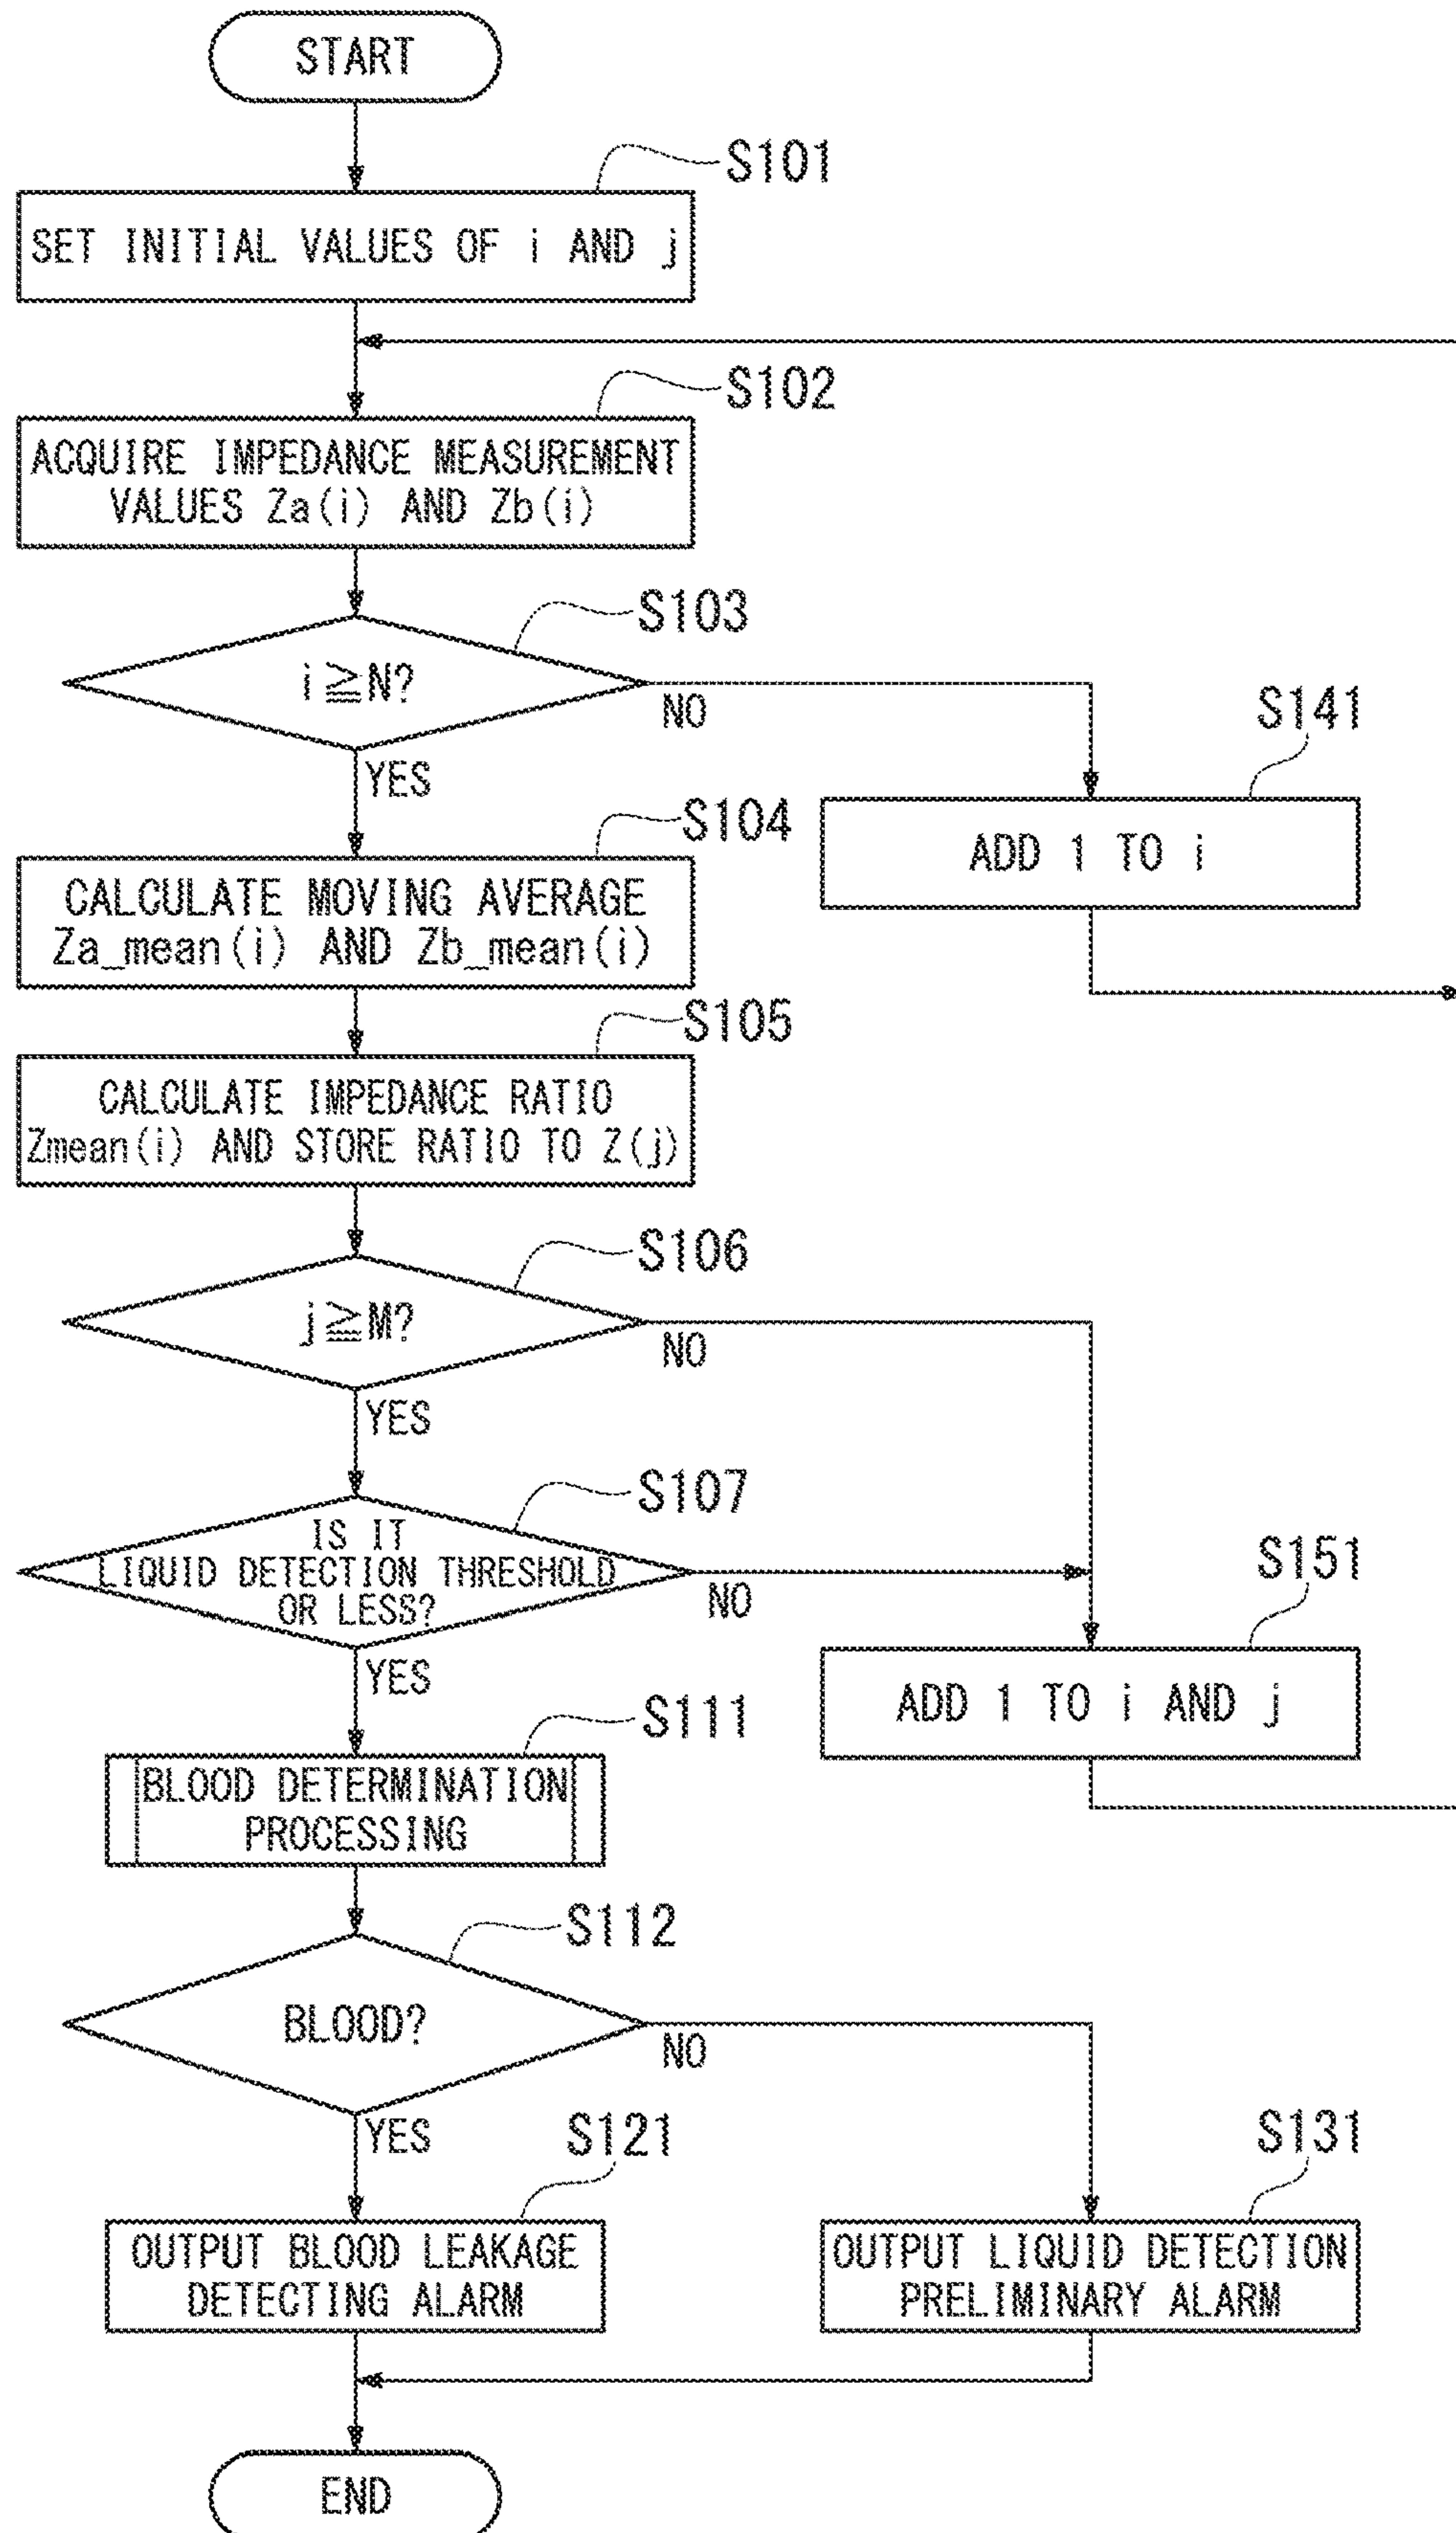 START
S101
SET INITIAL VALUES OF i AND j
S102
ACQUIRE IMPEDANCE MEASUREMENT
VALUES Za(i) AND Zb(i)
S103
i≧N?
NO
YES
S141
ADD 1 TO i
S104
CALCULATE MOVING AVERAGE
Za_mean(i) AND Zb_mean(i)
S105
CALCULATE IMPEDANCE RATIO
Zmean(i) AND STORE RATIO TO Z(j)
S106
j≧M?
NO
YES
S107
IS IT
LIQUID DETECTION THRESHOLD
OR LESS?
NO
YES
S151
ADD 1 TO i AND j
S111
BLOOD DETERMINATION
PROCESSING
S112
BLOOD?
NO
YES
S121
OUTPUT BLOOD LEAKAGE
DETECTING ALARM
S131
OUTPUT LIQUID DETECTION
PRELIMINARY ALARM
END